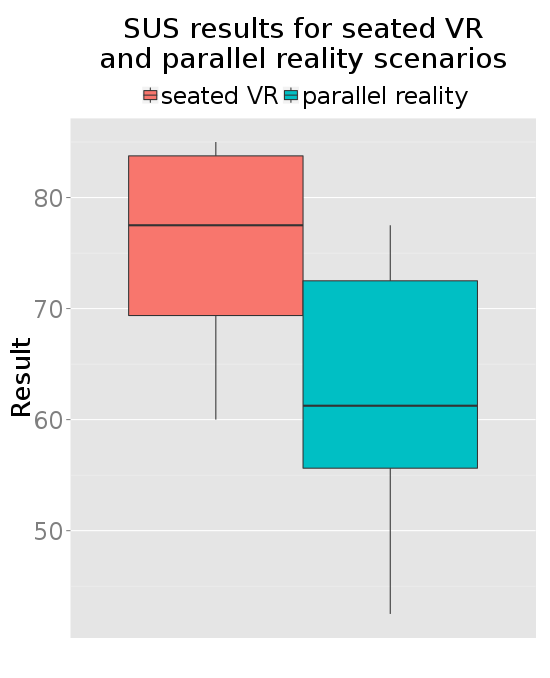 SUS results for seated VR
and parallel reality scenarios
seated VR parallel reality
80
70
60
50
Result